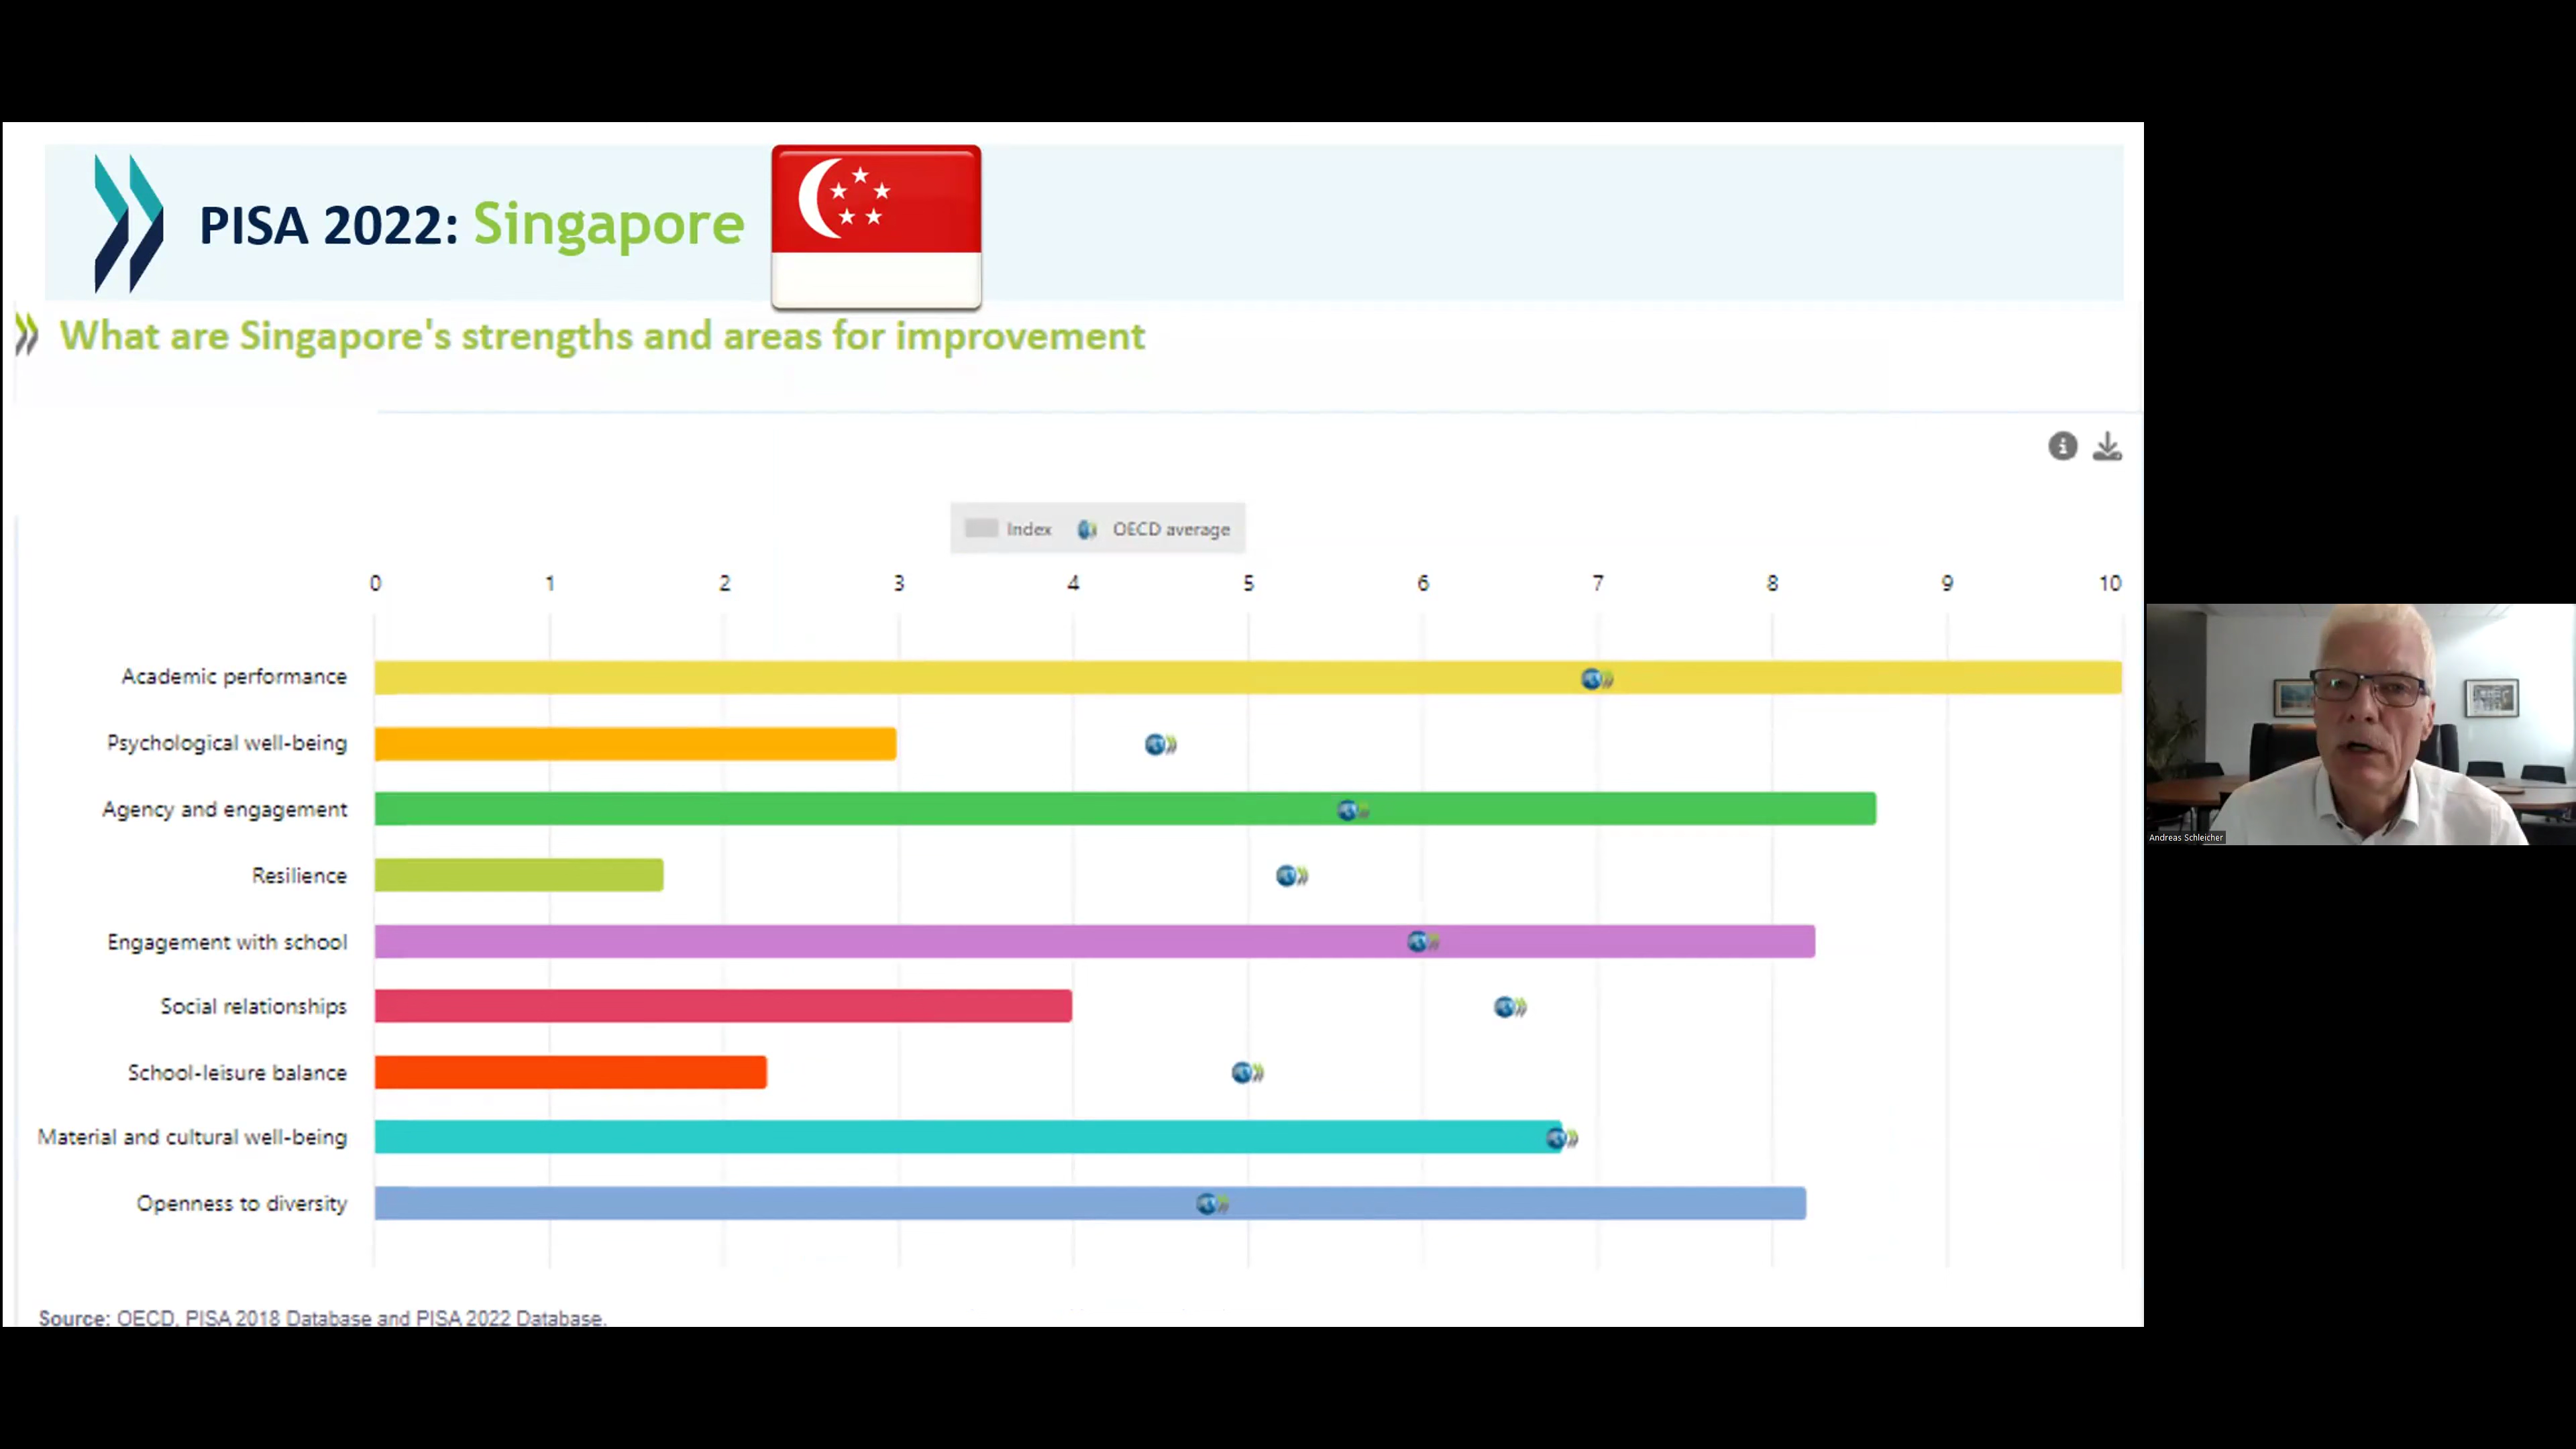 PISA 2022: Singapore
What are Singapore's strengths and areas for improvement
Index OECD average
0 1 2 3 4 5 6 7 8 9 10
Academic performance
Psychological well-being
Agency and engagement
Resilience
Engagement with school
Social relationships
School-leisure balance
Material and cultural well-being
Openness to diversity
Source: OECD, PISA 2018 Database and PISA 2022 Database.
Andreas Schleicher